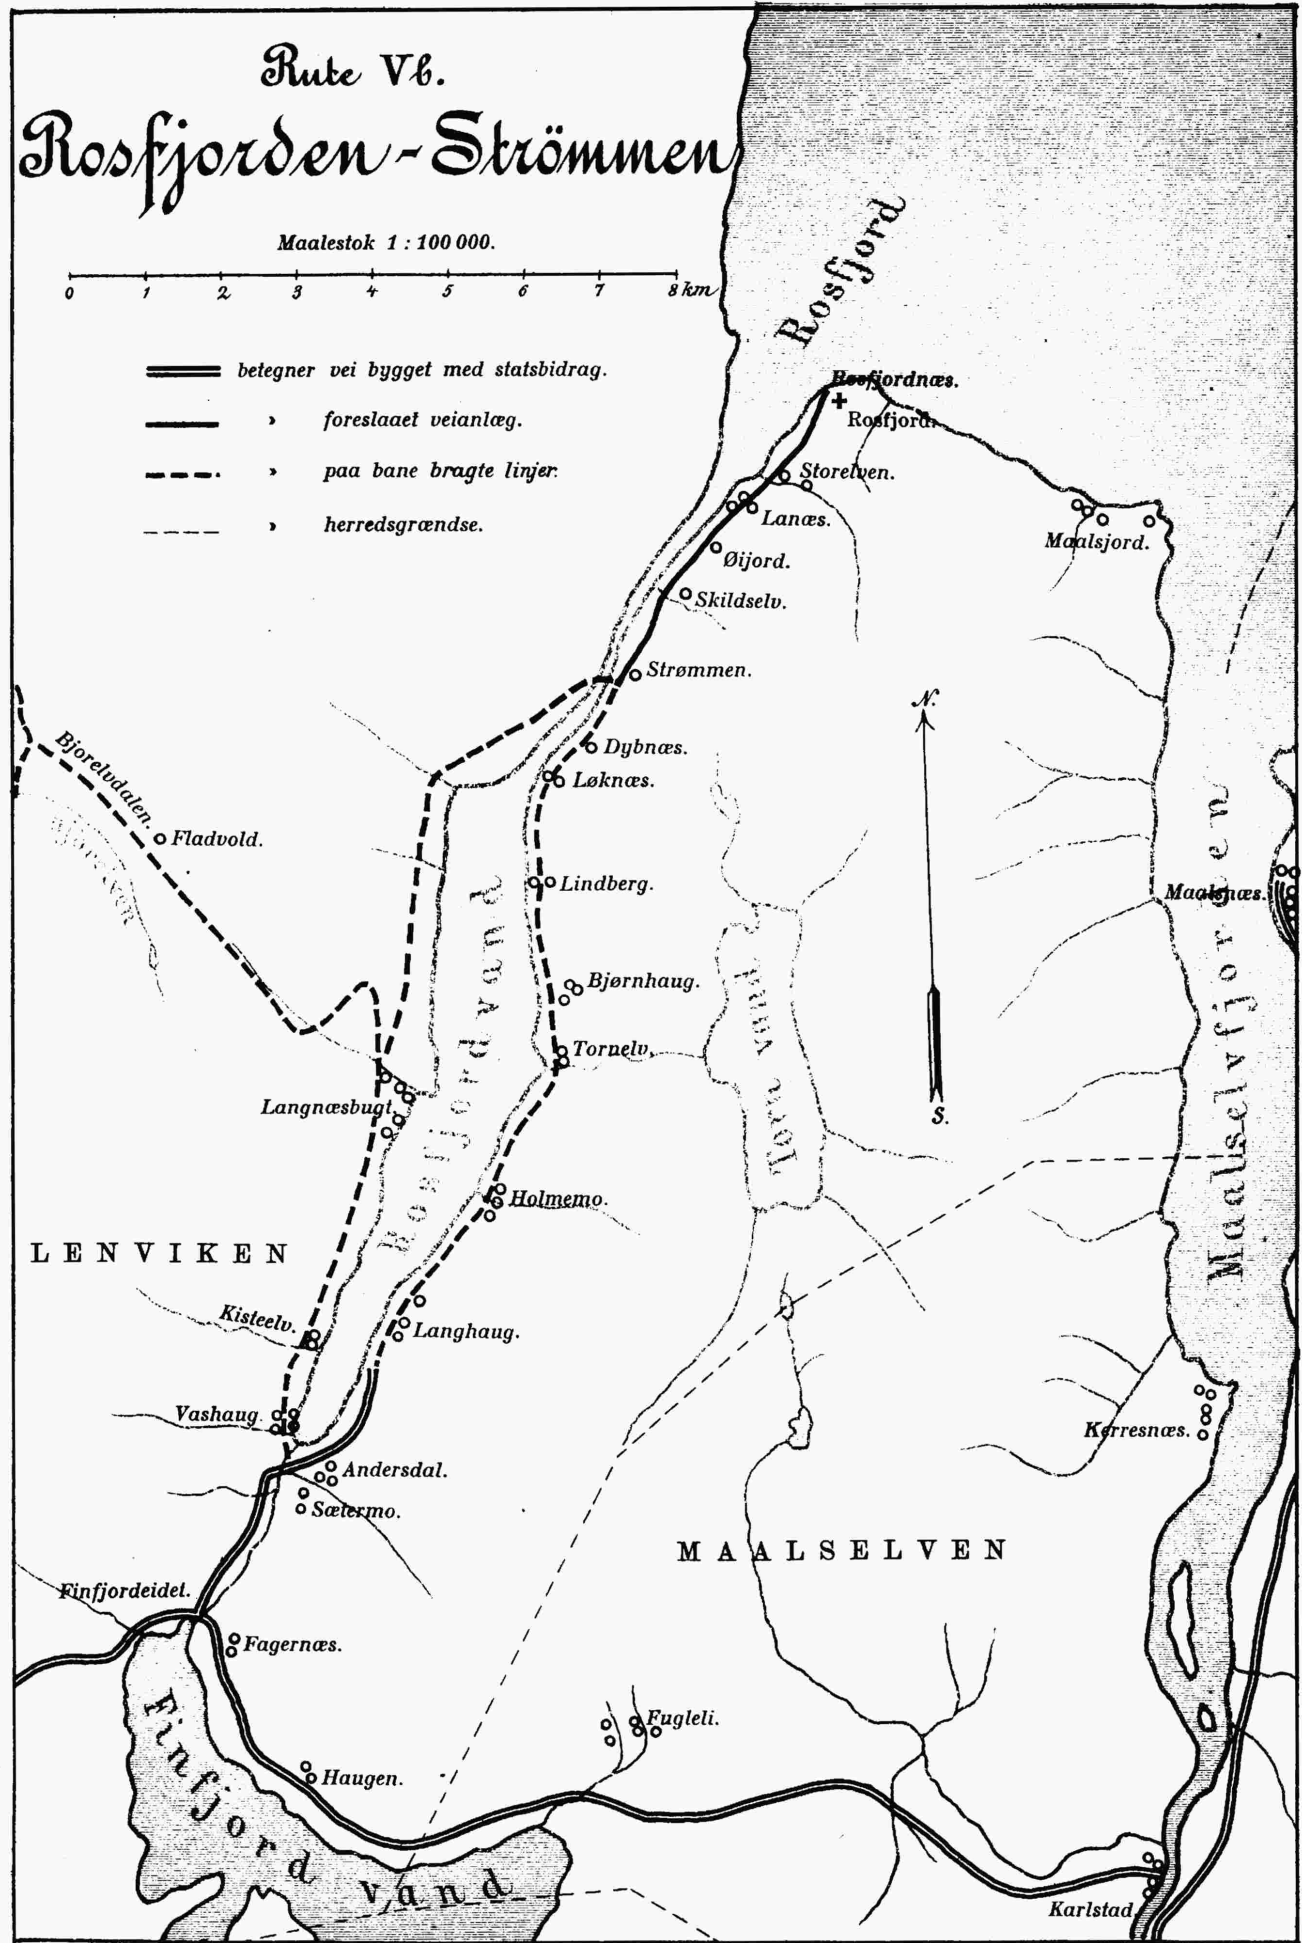 Rute Vb.
Rosfjorden - Strömmen
Maalestok 1 : 100 000.
0 1 2 3 4 5 6 7 8 km
betegner vei bygget med statsbidrag.
» foreslaaet veianlæg.
» paa bane bragte linjer.
» herredsgrændse.
Rosfjord
Rosfjordnæs.
Rosfjord.
Storelven.
Lanæs.
Maalsjord.
Øijord.
Skildselv.
Strømmen.
N.
Bjorelvdalen.
Dybnæs.
Løknæs.
Fladvold.
Lindberg.
Maalsnæs.
Maalselvfjorden
Rosfjordvand
Bjørnhaug.
Torn vand
Tornelv.
Langnæsbugt.
S.
Holmemo.
LENVIKEN
Kisteelv.
Langhaug.
Vashaug.
Kerresnæs.
Andersdal.
Sætermo.
MAALSELVEN
Finfjordeidet.
Fagernæs.
Fugleli.
Haugen.
Finfjord vand
Karlstad.